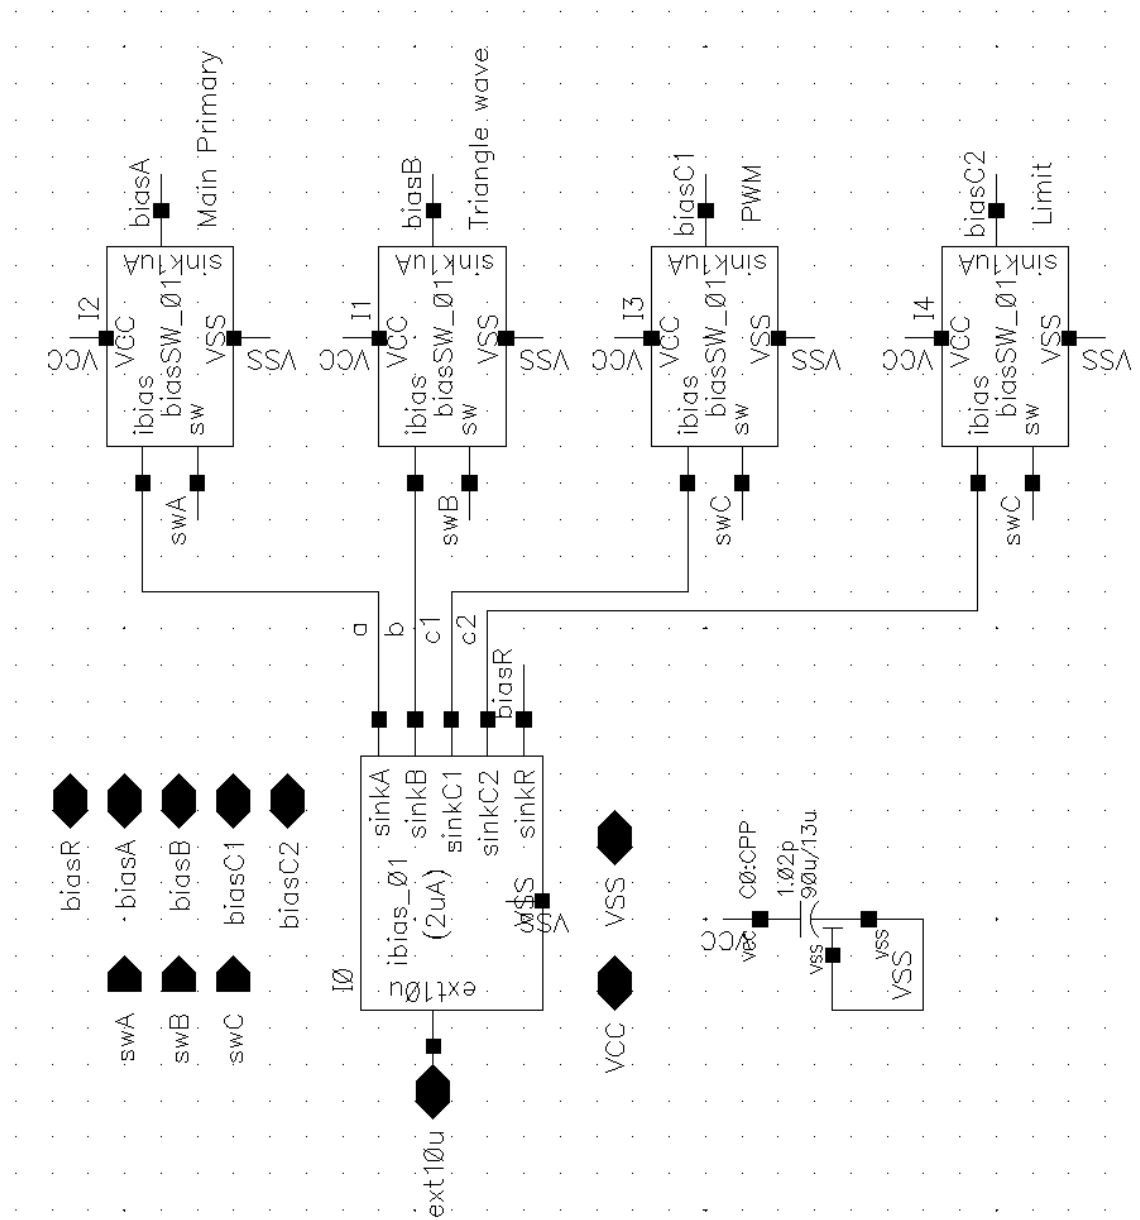 biasA
Main Primary
I2
sink1uA
VCC
VCC
biasSW_01
ibias
sw
VSS
VSS
swA
biasB
Triangle wave
I1
sink1uA
VCC
VCC
biasSW_01
ibias
sw
VSS
VSS
swB
biasC1
PWM
I3
sink1uA
VCC
VCC
biasSW_01
ibias
sw
VSS
VSS
swC
biasC2
Limit
I4
sink1uA
VCC
VCC
biasSW_01
ibias
sw
VSS
VSS
swC
a
b
c1
c2
biasR
sinkA
sinkB
sinkC1
sinkC2
sinkR
ibias_01
(2uA)
VSS
VSS
I0
ext10u
ext10u
biasR
biasA
biasB
biasC1
biasC2
swA
swB
swC
VSS
VCC
C0:CPP
1.02p
90u/13u
VCC
vcc
vss
vss
VSS